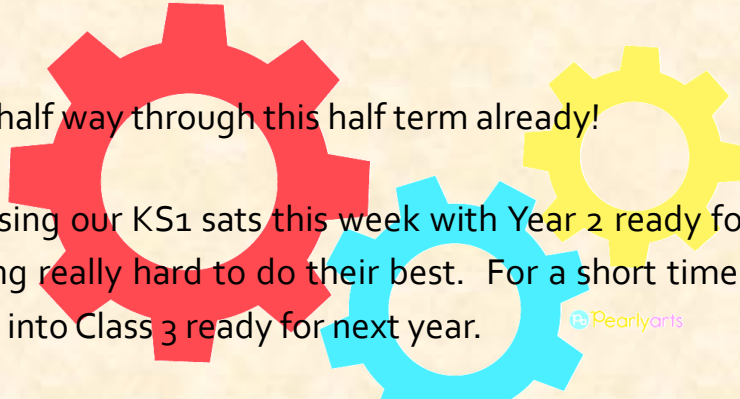 half way through this half term already!
sing our KS1 sats this week with Year 2 ready fo
ng really hard to do their best. For a short time
into Class 3 ready for next year.
Pearlyarts